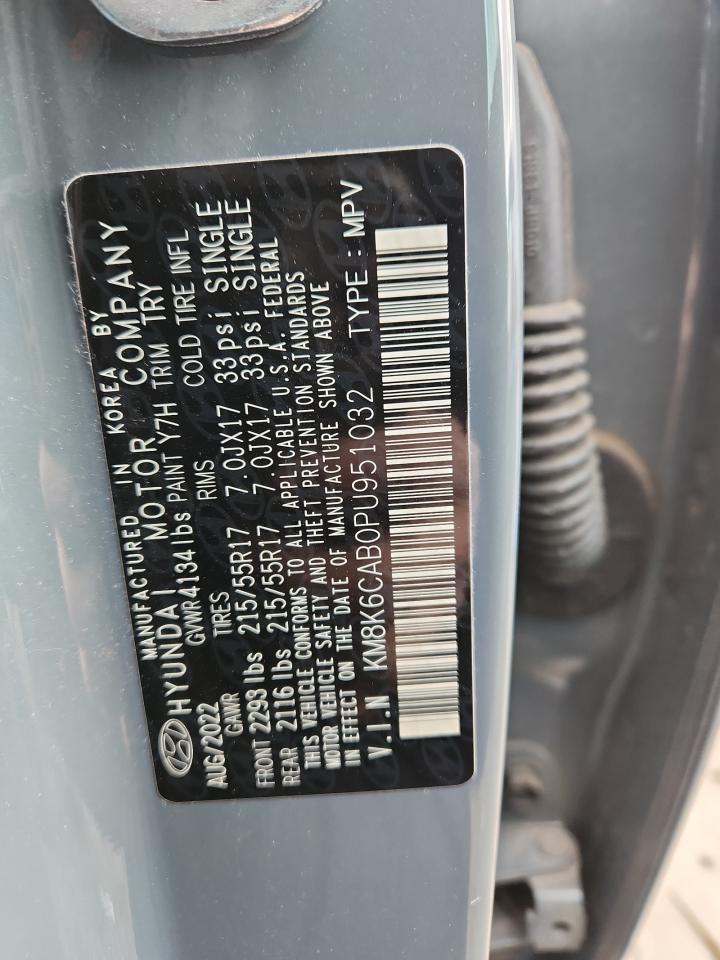 MANUFACTURED IN KOREA BY
HYUNDAI MOTOR COMPANY
AUG/2022 GVWR 4134 lbs PAINT Y7H TRIM TRY
GAWR TIRES RIMS COLD TIRE INFL
FRONT 2293 lbs 215/55R17 7.0JX17 33psi SINGLE
REAR 2116 lbs 215/55R17 7.0JX17 33psi SINGLE
THIS VEHICLE CONFORMS TO ALL APPLICABLE U.S.A. FEDERAL
MOTOR VEHICLE SAFETY AND THEFT PREVENTION STANDARDS
IN EFFECT ON THE DATE OF MANUFACTURE SHOWN ABOVE
V.I.N KM8K6CAB0PU951032 TYPE : MPV